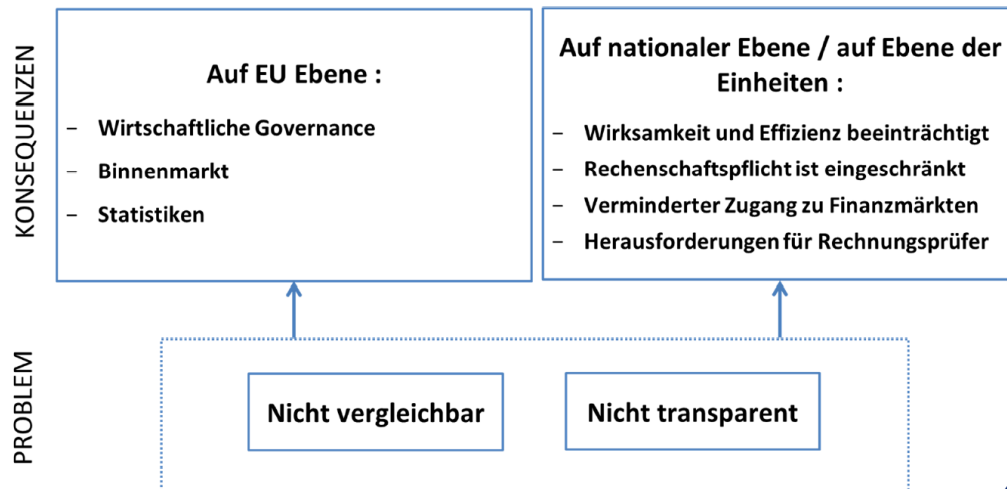 KONSEQUENZEN
Auf EU Ebene :
– Wirtschaftliche Governance
– Binnenmarkt
– Statistiken
Auf nationaler Ebene / auf Ebene der
Einheiten :
– Wirksamkeit und Effizienz beeinträchtigt
– Rechenschaftspflicht ist eingeschränkt
– Verminderter Zugang zu Finanzmärkten
– Herausforderungen für Rechnungsprüfer
PROBLEM
Nicht vergleichbar
Nicht transparent